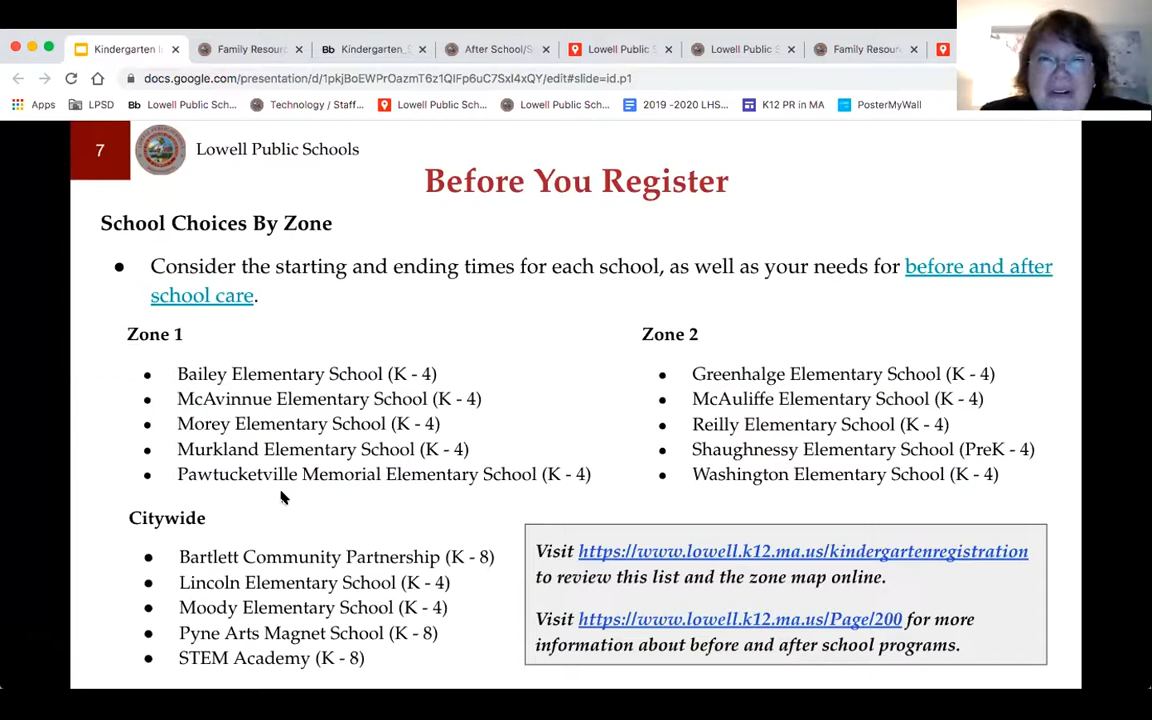 Kindergarten I
Family Resourc
Bb Kindergarten_
After School/S
Lowell Public S
Lowell Public S
Family Resour
docs.google.com/presentation/d/1pkjBoEWPrOazmT6z1QIFp6uC7SxI4xQY/edit#slide=id.p1
Apps
LPSD
Bb Lowell Public Sc...
Technology / Staff...
Lowell Public Sch...
Lowell Public Sch...
2019 -2020 LHS...
K12 PR in MA
PosterMyWall
7
Lowell Public Schools
Before You Register
School Choices By Zone
● Consider the starting and ending times for each school, as well as your needs for before and after
school care.
Zone 1
● Bailey Elementary School (K - 4)
● McAvinnue Elementary School (K - 4)
● Morey Elementary School (K - 4)
● Murkland Elementary School (K - 4)
● Pawtucketville Memorial Elementary School (K - 4)
Zone 2
● Greenhalge Elementary School (K - 4)
● McAuliffe Elementary School (K - 4)
● Reilly Elementary School (K - 4)
● Shaughnessy Elementary School (PreK - 4)
● Washington Elementary School (K - 4)
Citywide
● Bartlett Community Partnership (K - 8)
● Lincoln Elementary School (K - 4)
● Moody Elementary School (K - 4)
● Pyne Arts Magnet School (K - 8)
● STEM Academy (K - 8)
Visit https://www.lowell.k12.ma.us/kindergartenregistration
to review this list and the zone map online.
Visit https://www.lowell.k12.ma.us/Page/200 for more
information about before and after school programs.